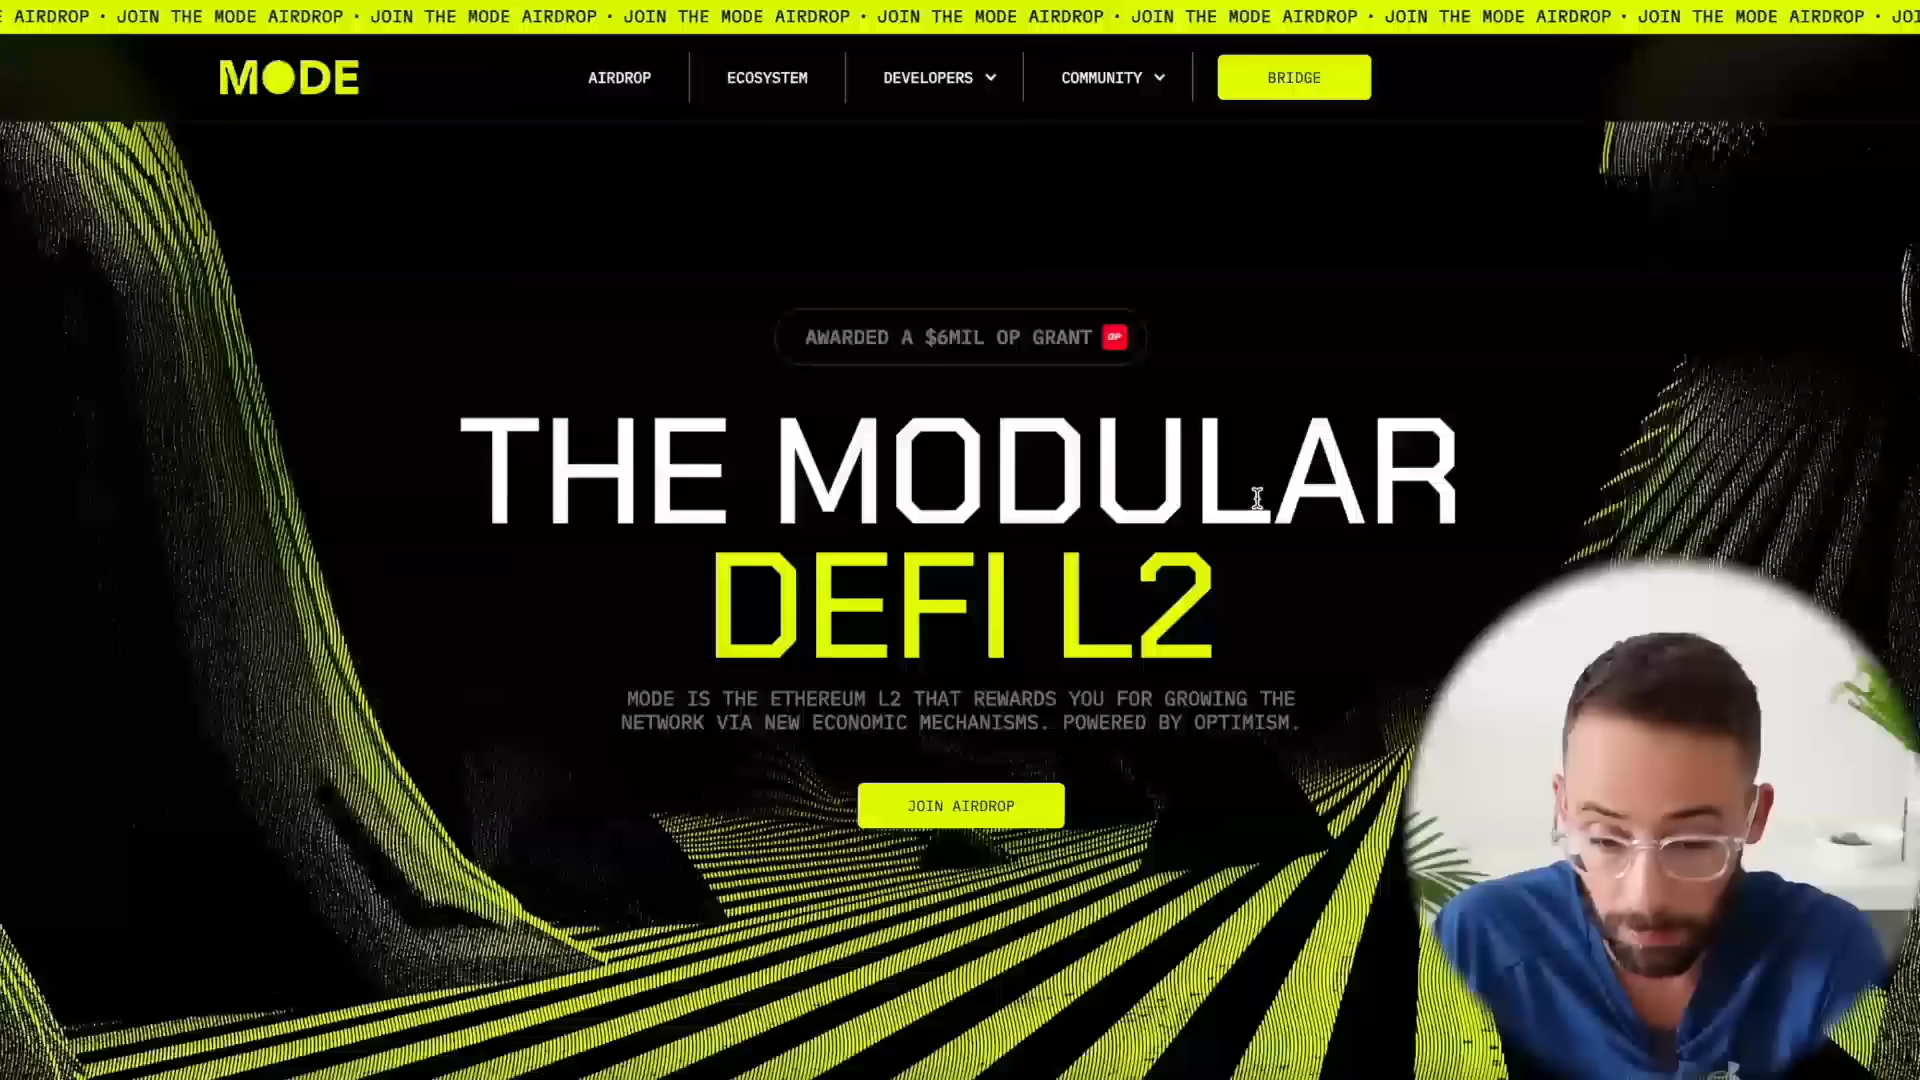 AIRDROP · JOIN THE MODE AIRDROP · JOIN THE MODE AIRDROP · JOIN THE MODE AIRDROP · JOIN THE MODE AIRDROP · JOIN THE MODE AIRDROP · JOIN THE MODE AIRDROP · JOIN THE MODE AIRDROP ·
MODE
AIRDROP
ECOSYSTEM
DEVELOPERS
COMMUNITY
BRIDGE
AWARDED A $6MIL OP GRANT OP
THE MODULAR
DEFI L2
MODE IS THE ETHEREUM L2 THAT REWARDS YOU FOR GROWING THE
NETWORK VIA NEW ECONOMIC MECHANISMS. POWERED BY OPTIMISM.
JOIN AIRDROP